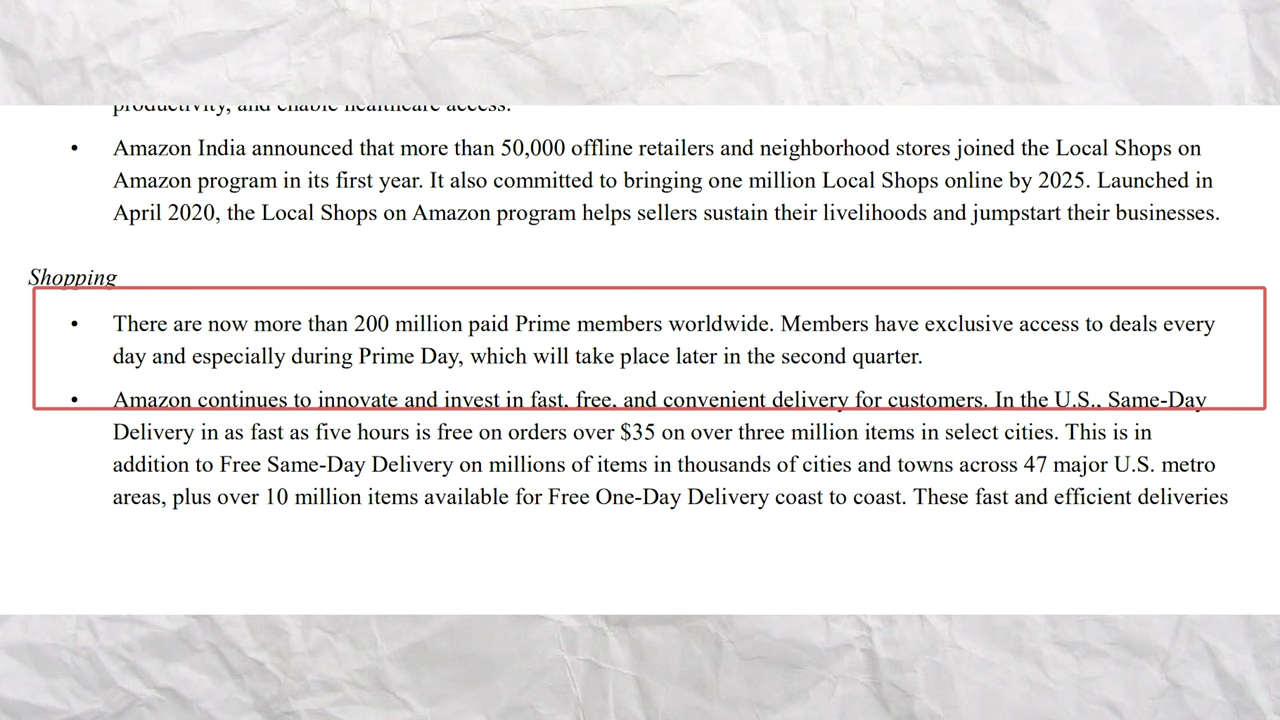 productivity, and enable healthcare access.
• Amazon India announced that more than 50,000 offline retailers and neighborhood stores joined the Local Shops on
Amazon program in its first year. It also committed to bringing one million Local Shops online by 2025. Launched in
April 2020, the Local Shops on Amazon program helps sellers sustain their livelihoods and jumpstart their businesses.
Shopping
• There are now more than 200 million paid Prime members worldwide. Members have exclusive access to deals every
day and especially during Prime Day, which will take place later in the second quarter.
• Amazon continues to innovate and invest in fast, free, and convenient delivery for customers. In the U.S., Same-Day
Delivery in as fast as five hours is free on orders over $35 on over three million items in select cities. This is in
addition to Free Same-Day Delivery on millions of items in thousands of cities and towns across 47 major U.S. metro
areas, plus over 10 million items available for Free One-Day Delivery coast to coast. These fast and efficient deliveries